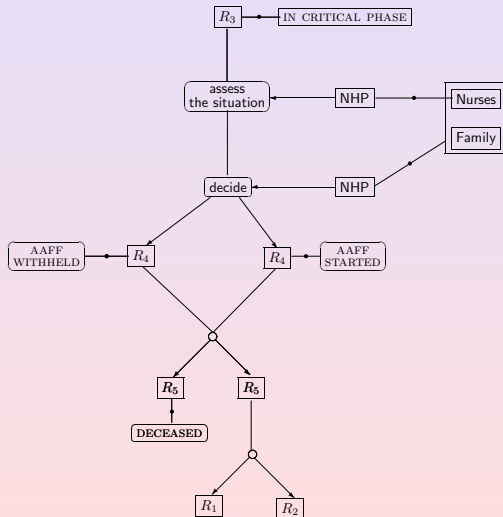 R3
IN CRITICAL PHASE
assess
the situation
NHP
Nurses
Family
NHP
decide
AAFF
WITHHELD
R4
R4
AAFF
STARTED
R5
R5
DECEASED
R1
R2